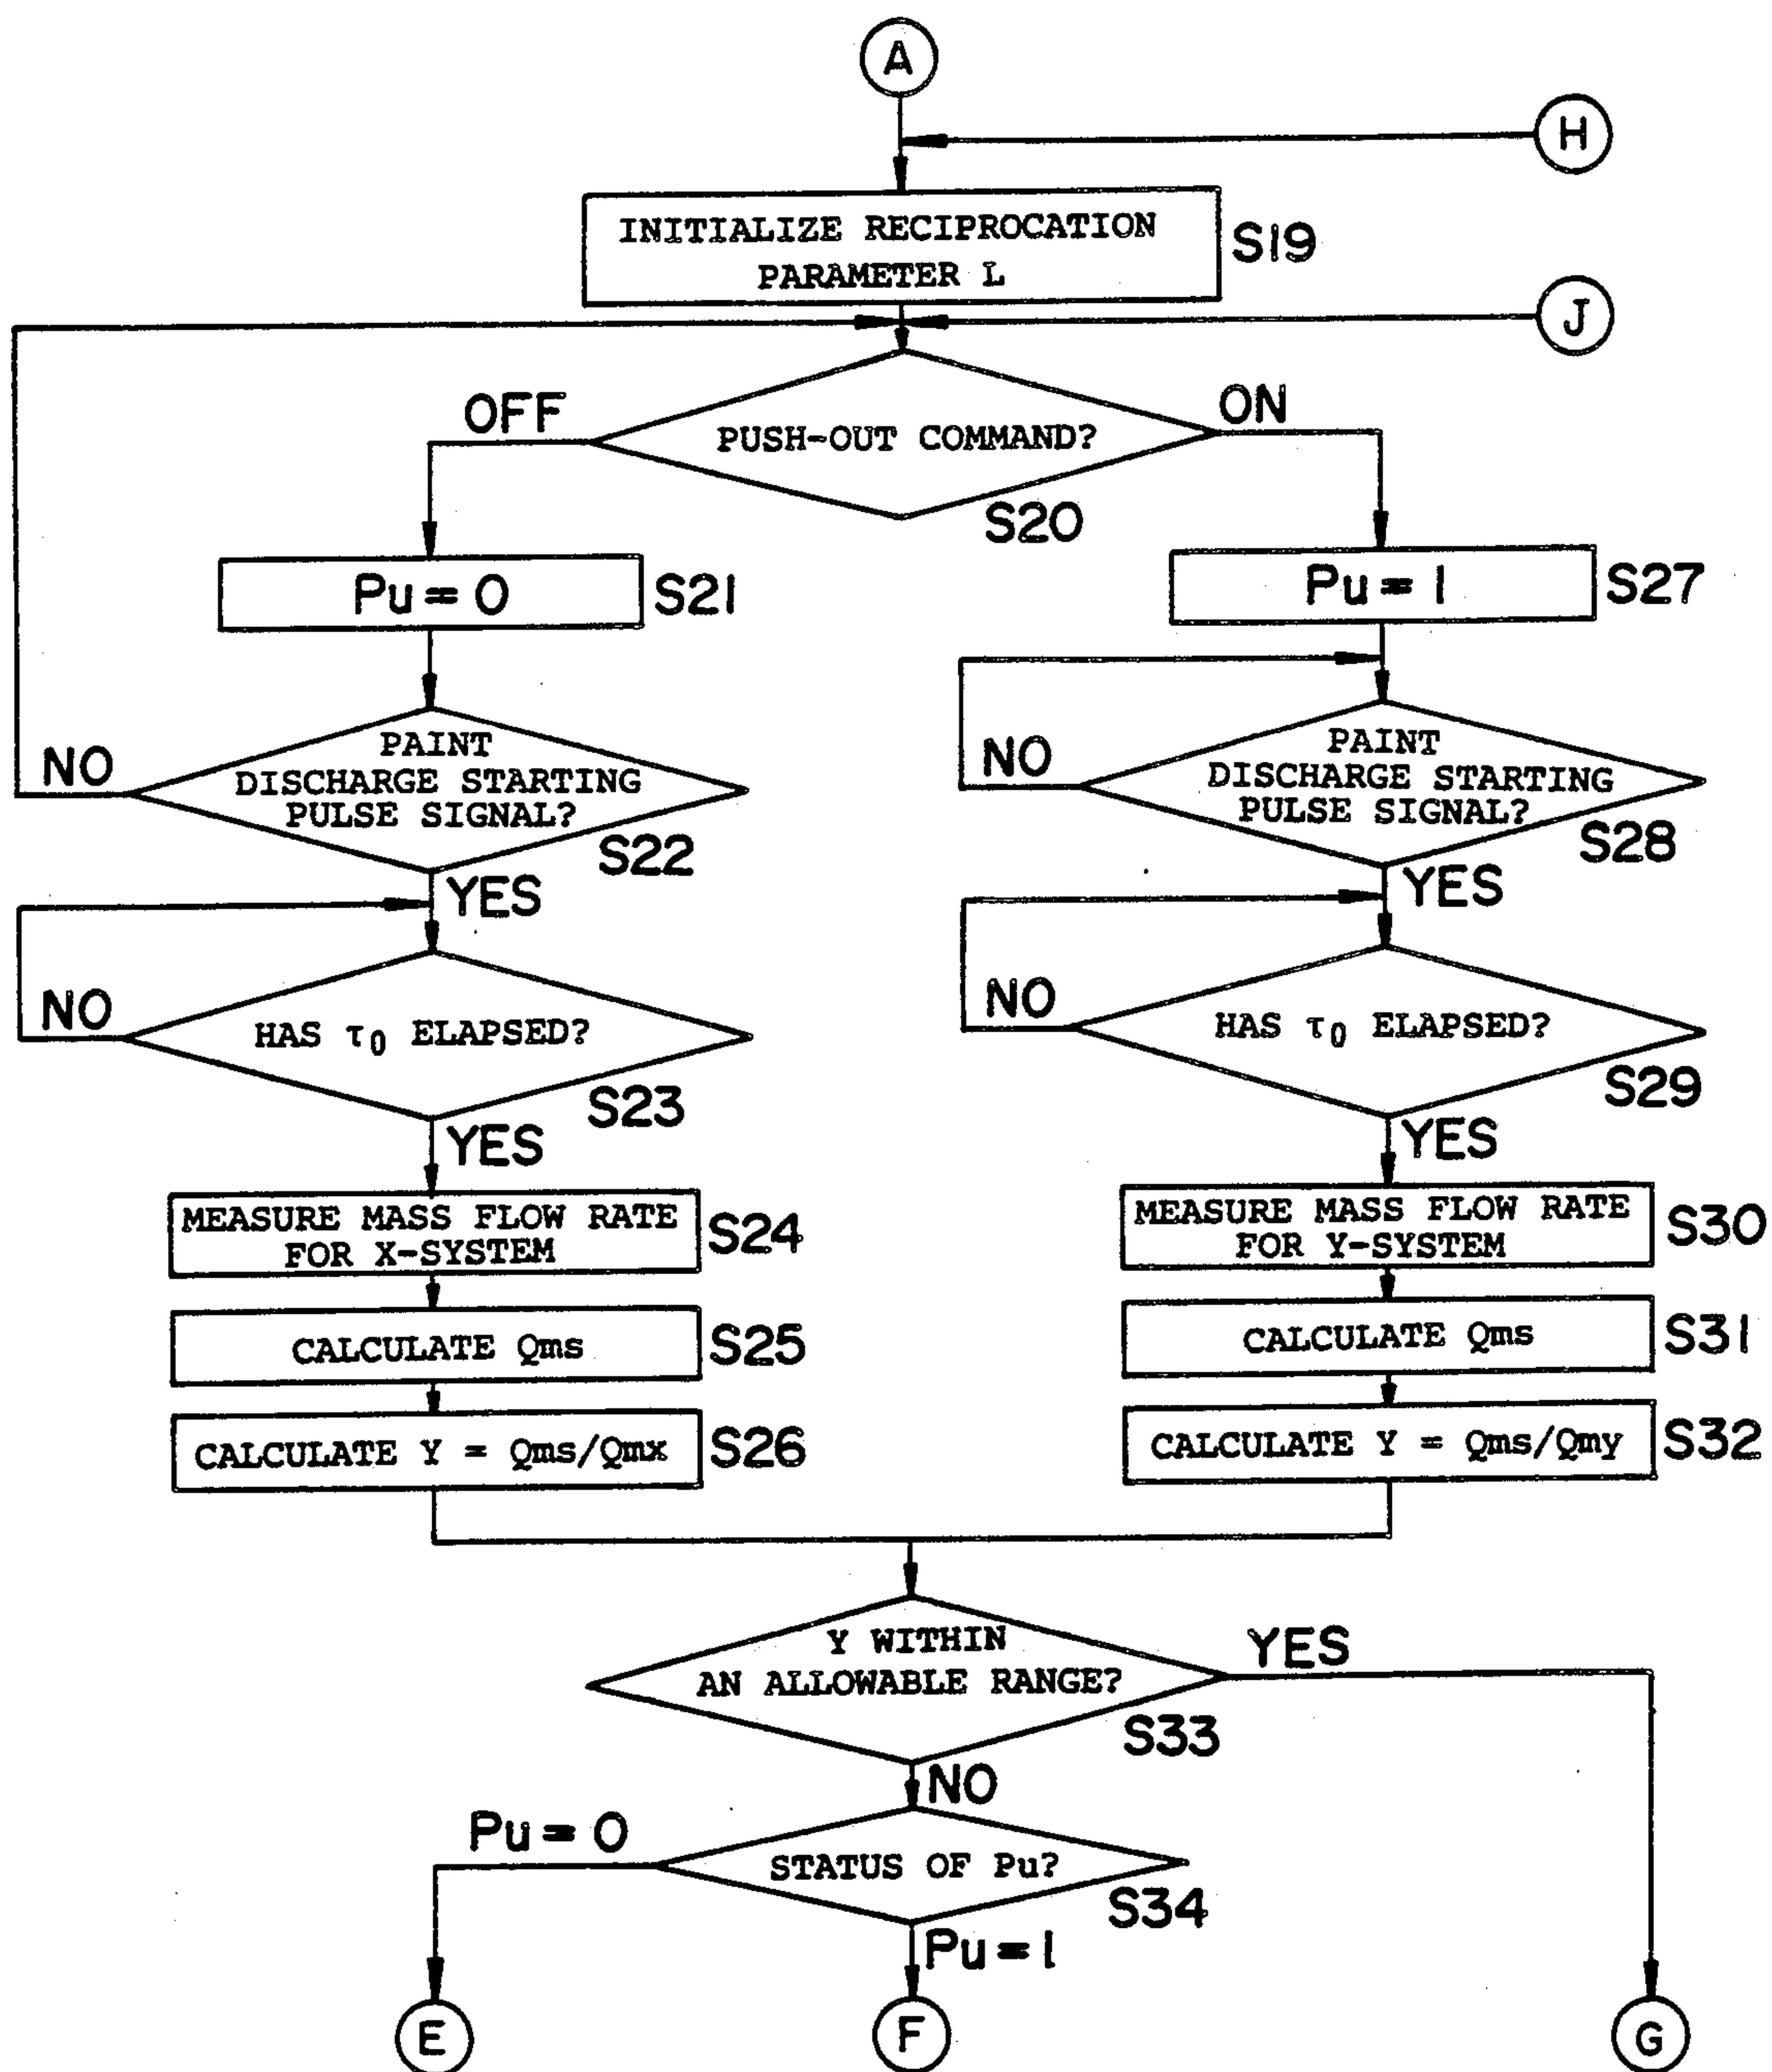 A
H
INITIALIZE RECIPROCATION
PARAMETER L
S19
J
OFF
PUSH-OUT COMMAND?
ON
S20
Pu = 0
S21
Pu = 1
S27
NO
PAINT
DISCHARGE STARTING
PULSE SIGNAL?
S22
YES
NO
PAINT
DISCHARGE STARTING
PULSE SIGNAL?
S28
YES
NO
HAS τ0 ELAPSED?
S23
YES
NO
HAS τ0 ELAPSED?
S29
YES
MEASURE MASS FLOW RATE
FOR X-SYSTEM
S24
MEASURE MASS FLOW RATE
FOR Y-SYSTEM
S30
CALCULATE Qms
S25
CALCULATE Qms
S31
CALCULATE Y = Qms/Qmx
S26
CALCULATE Y = Qms/Qmy
S32
Y WITHIN
AN ALLOWABLE RANGE?
YES
S33
NO
Pu = 0
STATUS OF Pu?
S34
Pu = 1
E
F
G